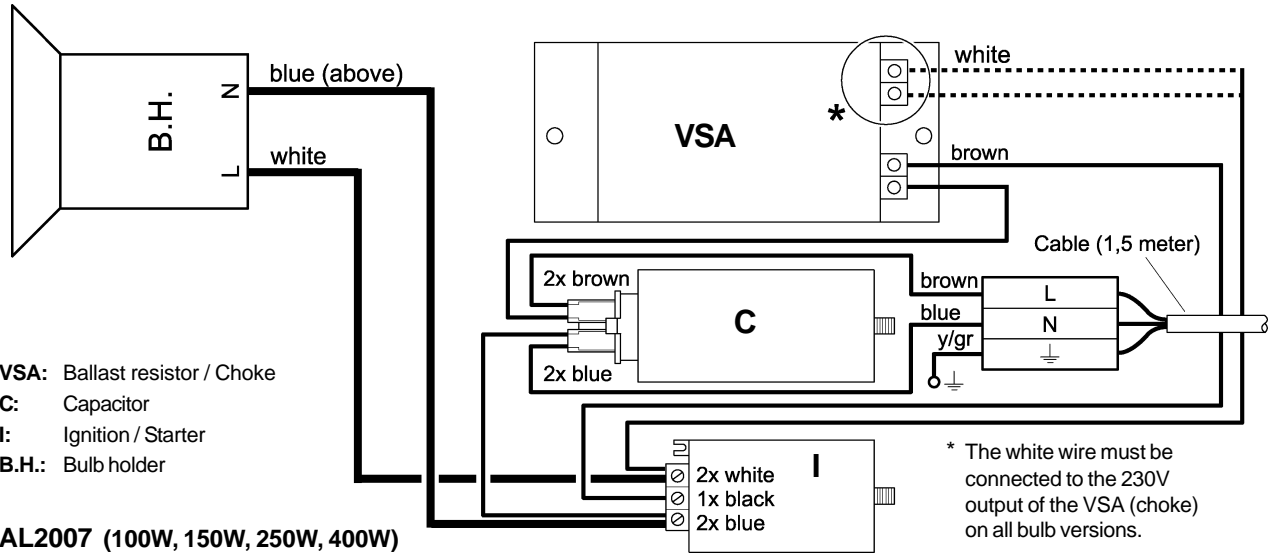 blue (above)
N
B.H.
L
white
VSA
*
white
brown
Cable (1,5 meter)
2x brown
C
2x blue
brown
blue
y/gr
L
N
VSA: Ballast resistor / Choke
C: Capacitor
I: Ignition / Starter
B.H.: Bulb holder
I
2x white
1x black
2x blue
* The white wire must be
connected to the 230V
output of the VSA (choke)
on all bulb versions.
AL2007 (100W, 150W, 250W, 400W)